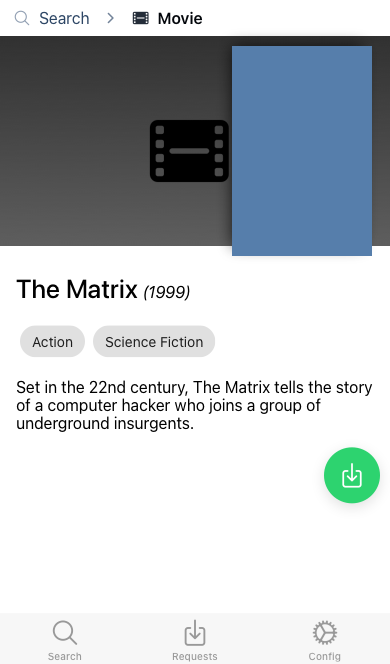 Search Movie
The Matrix (1999)
Action Science Fiction
Set in the 22nd century, The Matrix tells the story
of a computer hacker who joins a group of
underground insurgents.
Search Requests Config